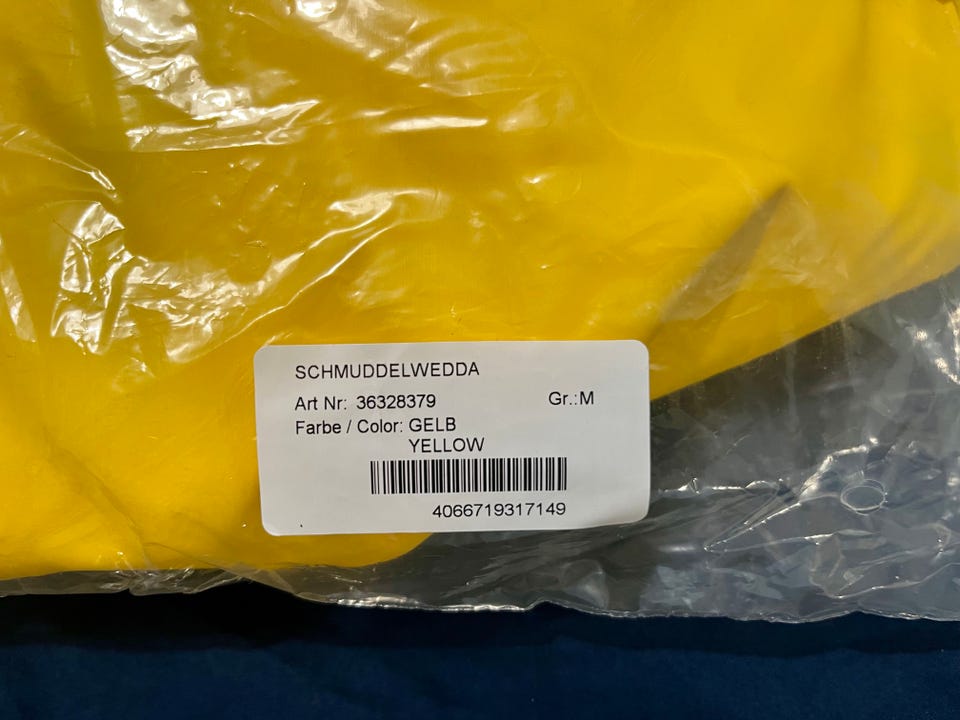 SCHMUDDELWEDDA
Art Nr: 36328379 Gr.:M
Farbe / Color: GELB
YELLOW
4066719317149